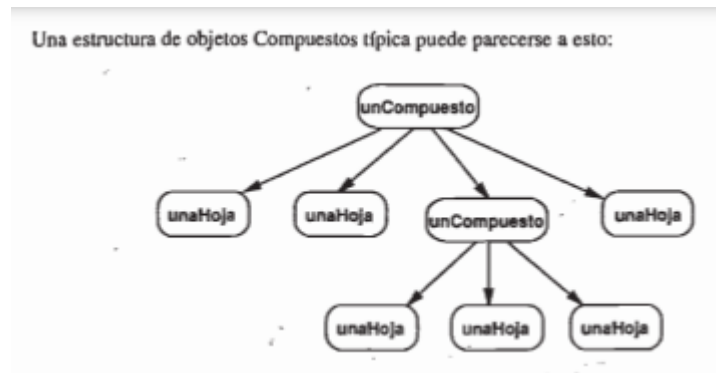 Una estructura de objetos Compuestos típica puede parecerse a esto:
unCompuesto
unaHoja
unaHoja
unCompuesto
unaHoja
unaHoja
unaHoja
unaHoja